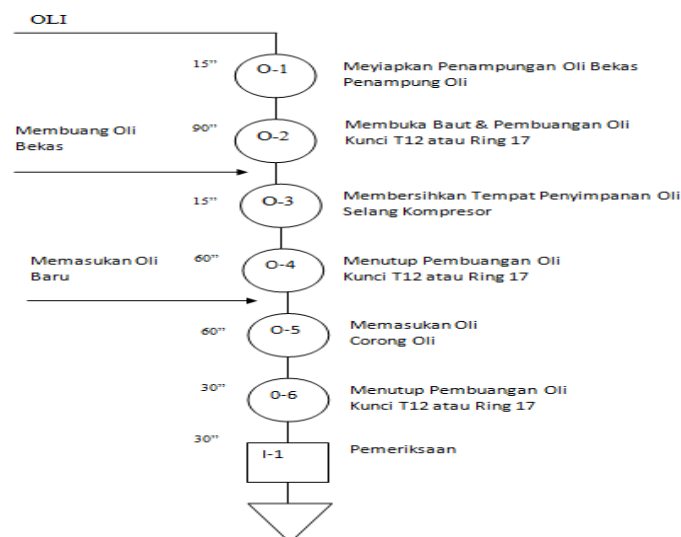 OLI
15”
O-1
Meyiapkan Penampungan Oli Bekas
Penampung Oli
Membuang Oli
Bekas
90”
O-2
Membuka Baut & Pembuangan Oli
Kunci T12 atau Ring 17
15”
O-3
Membersihkan Tempat Penyimpanan Oli
Selang Kompresor
Memasukan Oli
Baru
60”
O-4
Menutup Pembuangan Oli
Kunci T12 atau Ring 17
60”
O-5
Memasukan Oli
Corong Oli
30”
0-6
Menutup Pembuangan Oli
Kunci T12 atau Ring 17
30”
I-1
Pemeriksaan